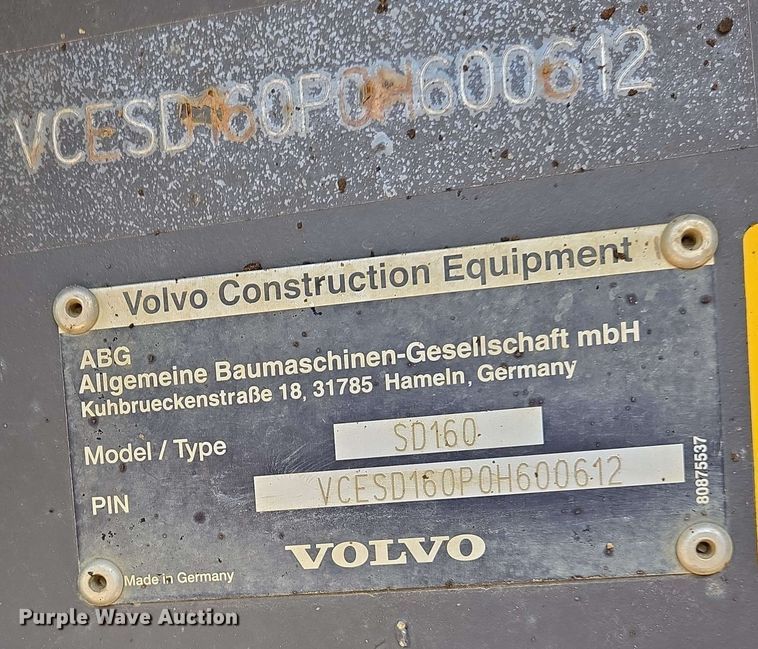 VCESD160P0H600612
Volvo Construction Equipment
ABG
Allgemeine Baumaschinen-Gesellschaft mbH
Kuhbrueckenstraße 18, 31785 Hameln, Germany
Model / Type SD160
PIN VCESD160P0H600612
80875537
VOLVO
Made in Germany
Purple Wave Auction